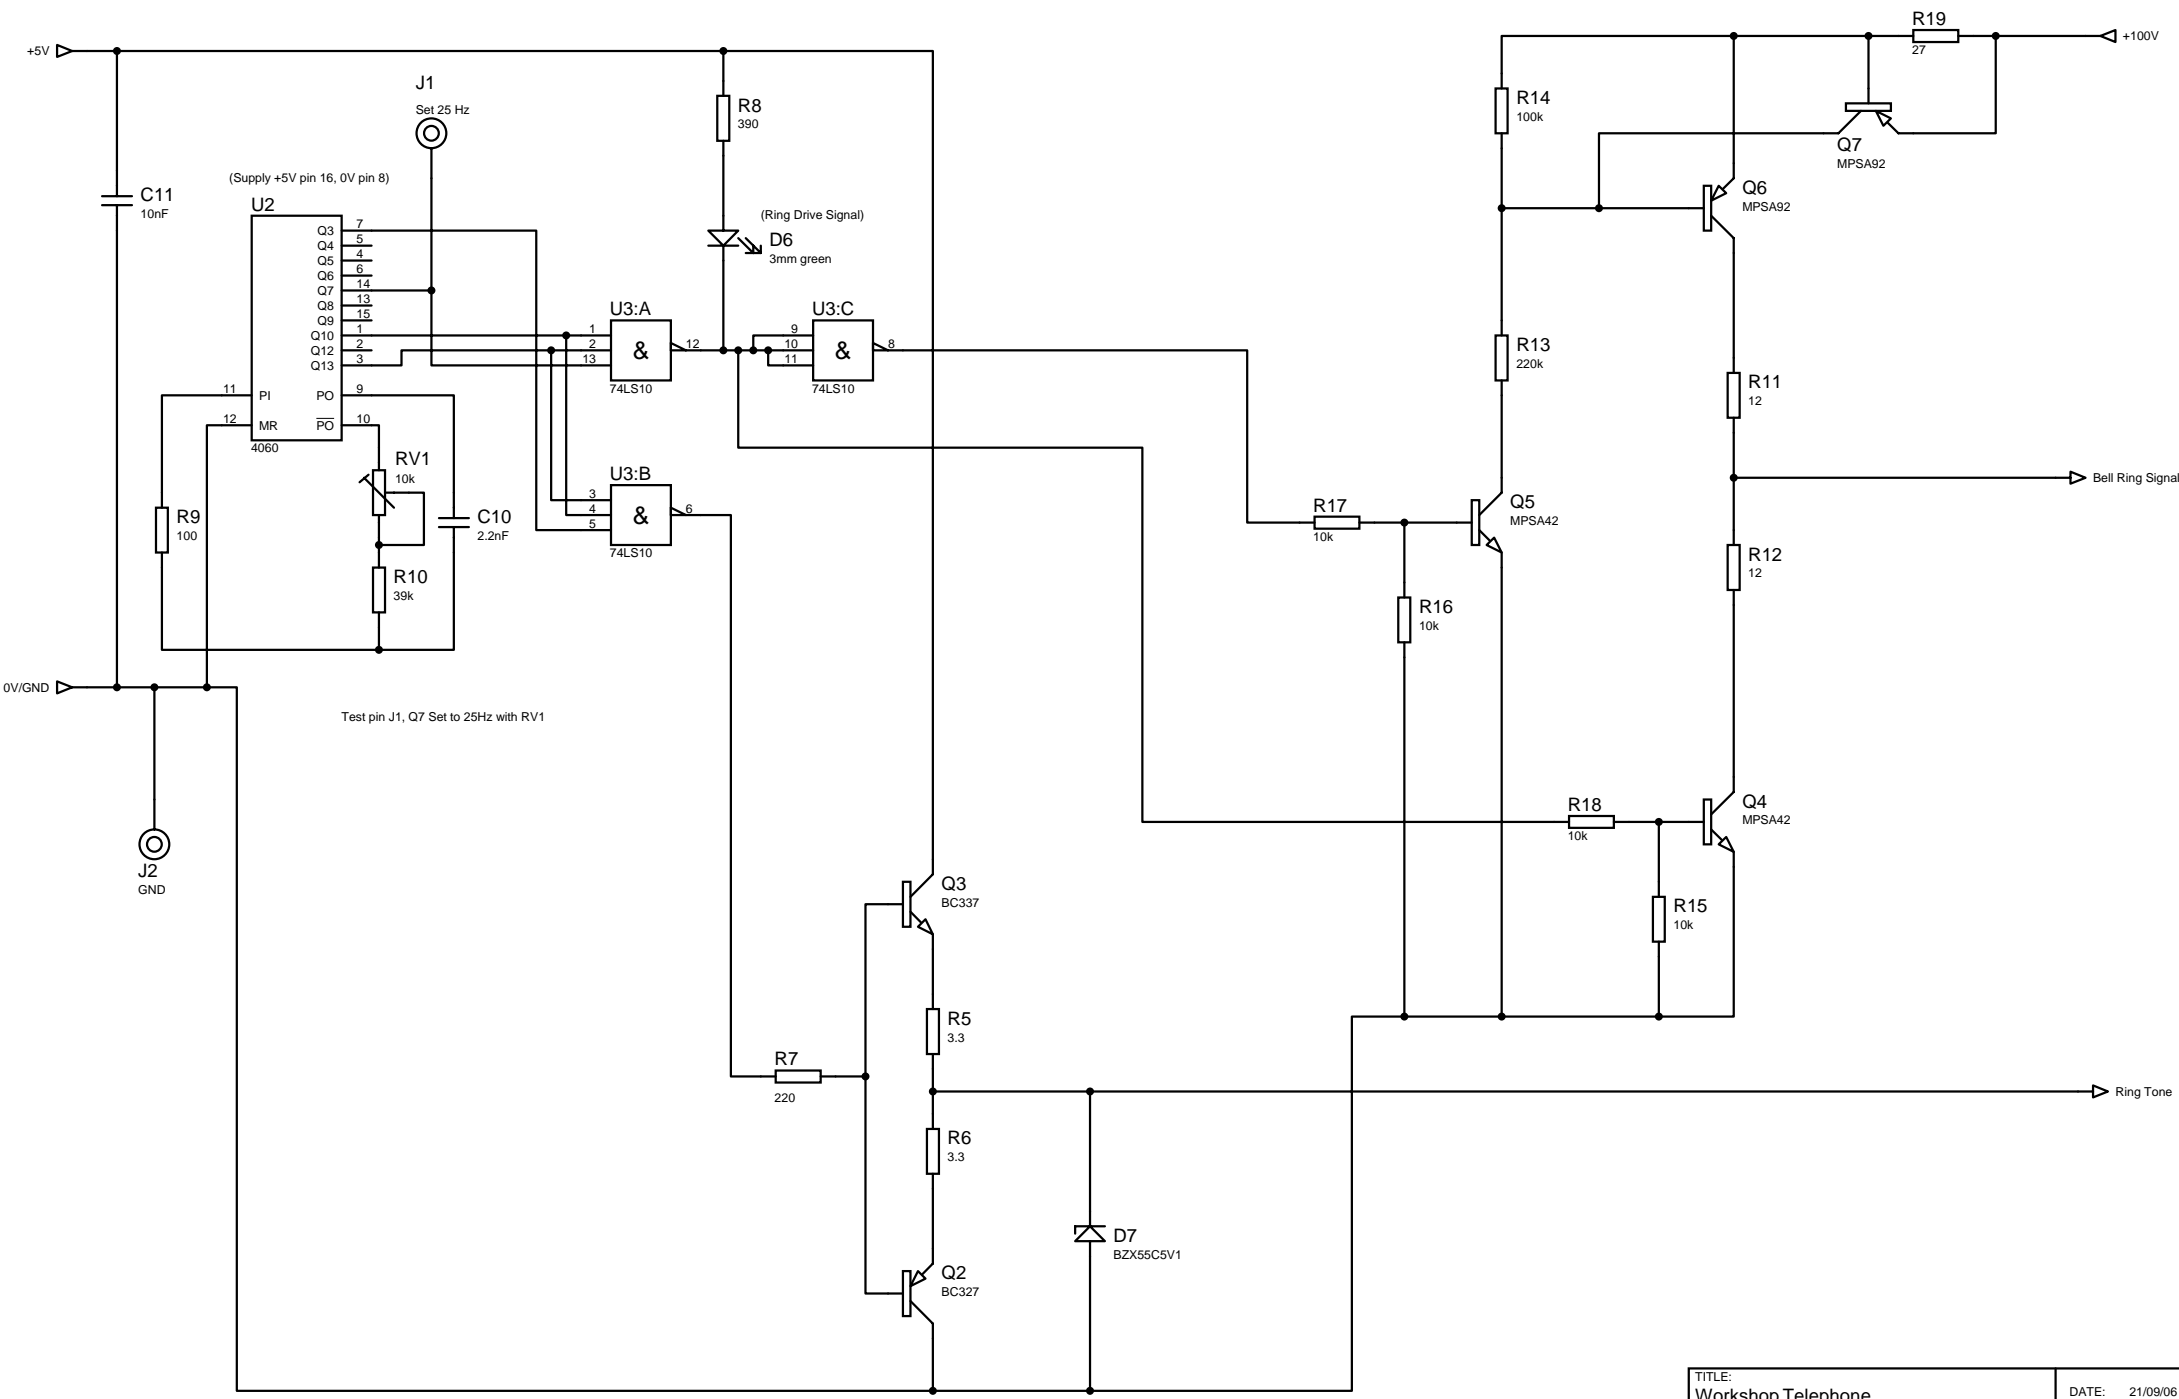 R19
27
+100V
+5V
J1
Set 25 Hz
R8
390
R14
100k
Q7
MPSA92
(Supply +5V pin 16, 0V pin 8)
C11
10nF
U2
Q6
MPSA92
(Ring Drive Signal)
D6
3mm green
Q3 7
Q4 5
Q5 4
Q6 6
Q7 14
Q8 13
Q9 15
Q10 1
Q12 2
Q13 3
11 PI PO 9
12 MR PO 10
4060
U3:A
1
2
13
&
12
74LS10
U3:C
9
10
11
&
8
74LS10
R13
220k
R11
12
RV1
10k
U3:B
3
4
5
&
6
74LS10
Bell Ring Signal
R9
100
C10
2.2nF
R17
10k
Q5
MPSA42
R10
39k
R12
12
R16
10k
0V/GND
Test pin J1, Q7 Set to 25Hz with RV1
R18
10k
Q4
MPSA42
J2
GND
Q3
BC337
R15
10k
R5
3.3
R7
220
Ring Tone
R6
3.3
D7
BZX55C5V1
Q2
BC327
TITLE:
Workshop Telephone
DATE: 21/09/06